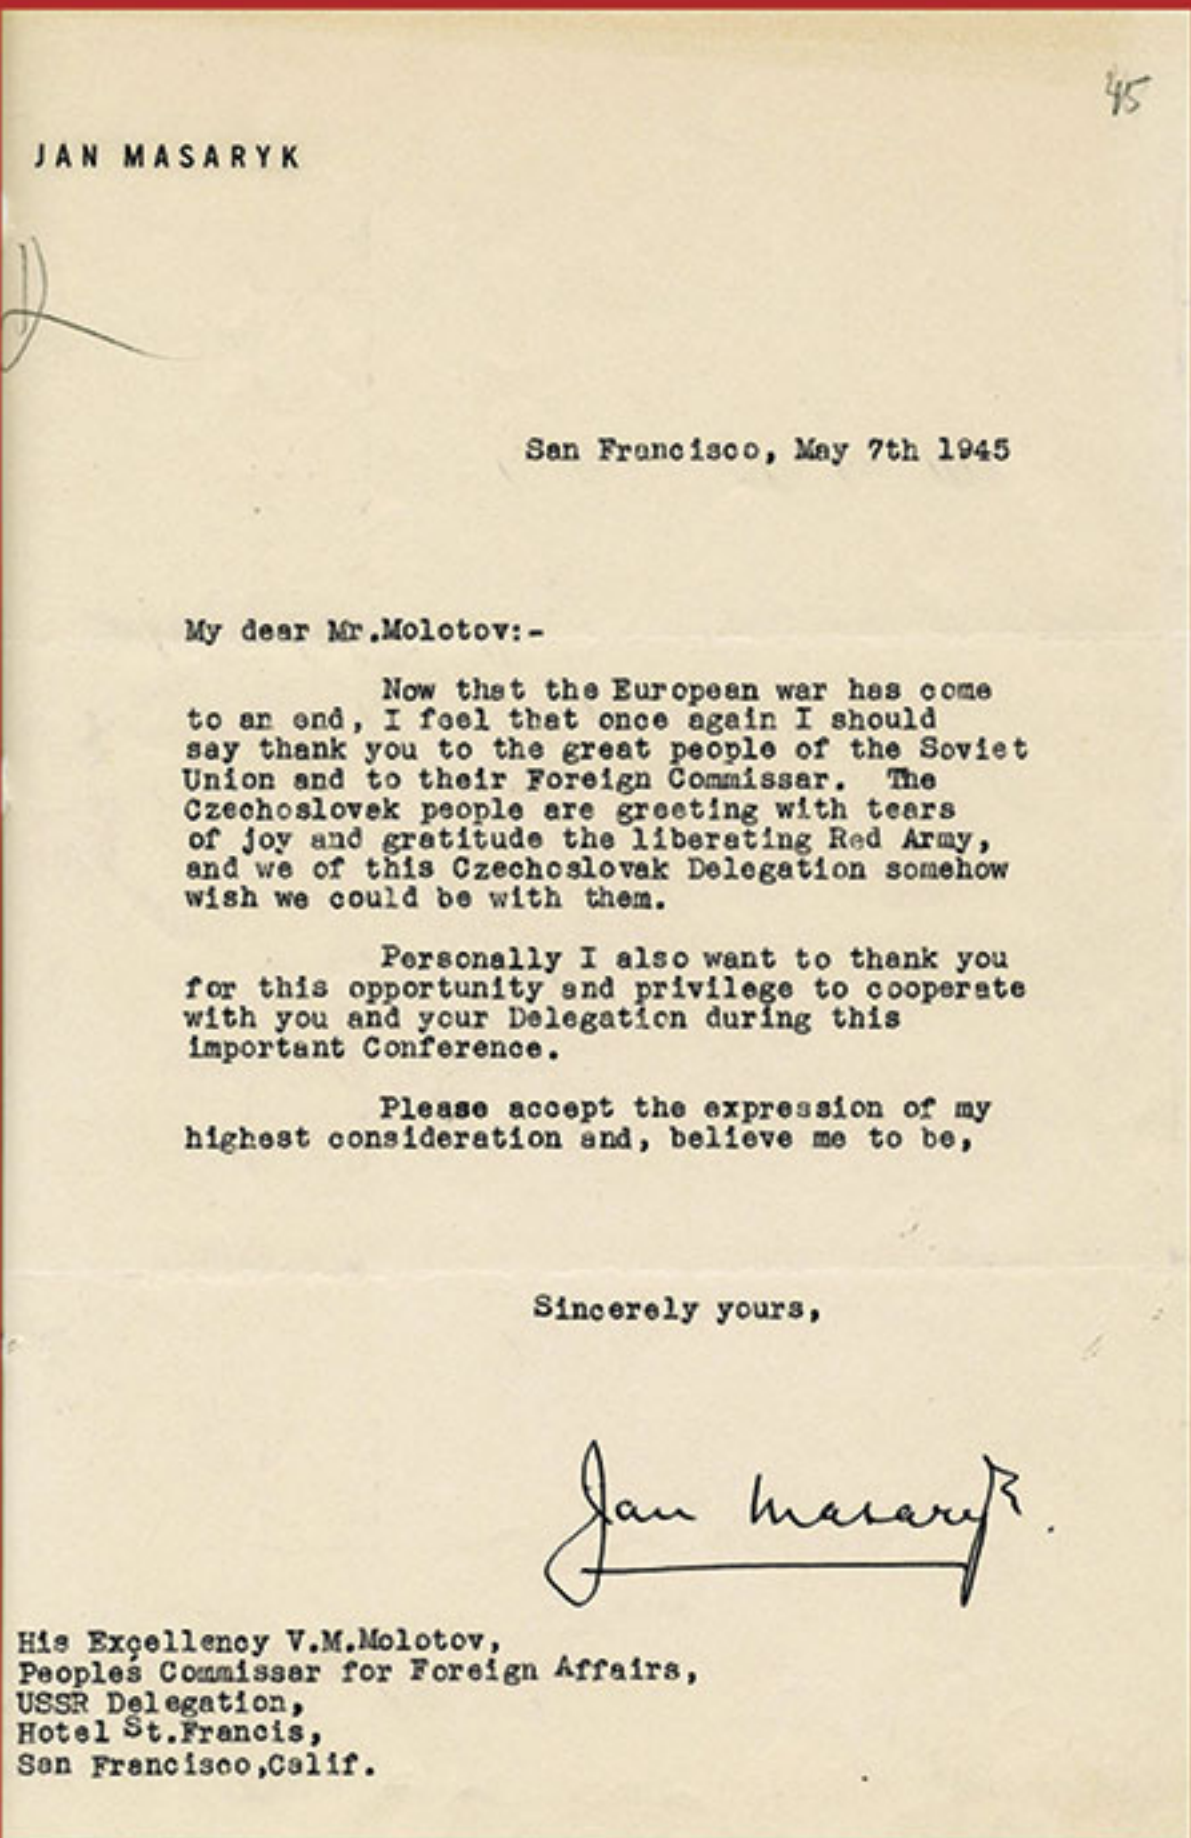 45
JAN MASARYK
San Francisco, May 7th 1945
My dear Mr.Molotov:-
Now that the European war has come
to an end, I feel that once again I should
say thank you to the great people of the Soviet
Union and to their Foreign Commissar. The
Czechoslovak people are greeting with tears
of joy and gratitude the liberating Red Army,
and we of this Czechoslovak Delegation somehow
wish we could be with them.
Personally I also want to thank you
for this opportunity and privilege to cooperate
with you and your Delegation during this
important Conference.
Please accept the expression of my
highest consideration and, believe me to be,
Sincerely yours,
Jan Masaryk.
His Excellency V.M.Molotov,
Peoples Commissar for Foreign Affairs,
USSR Delegation,
Hotel St.Francis,
San Francisco,Calif.